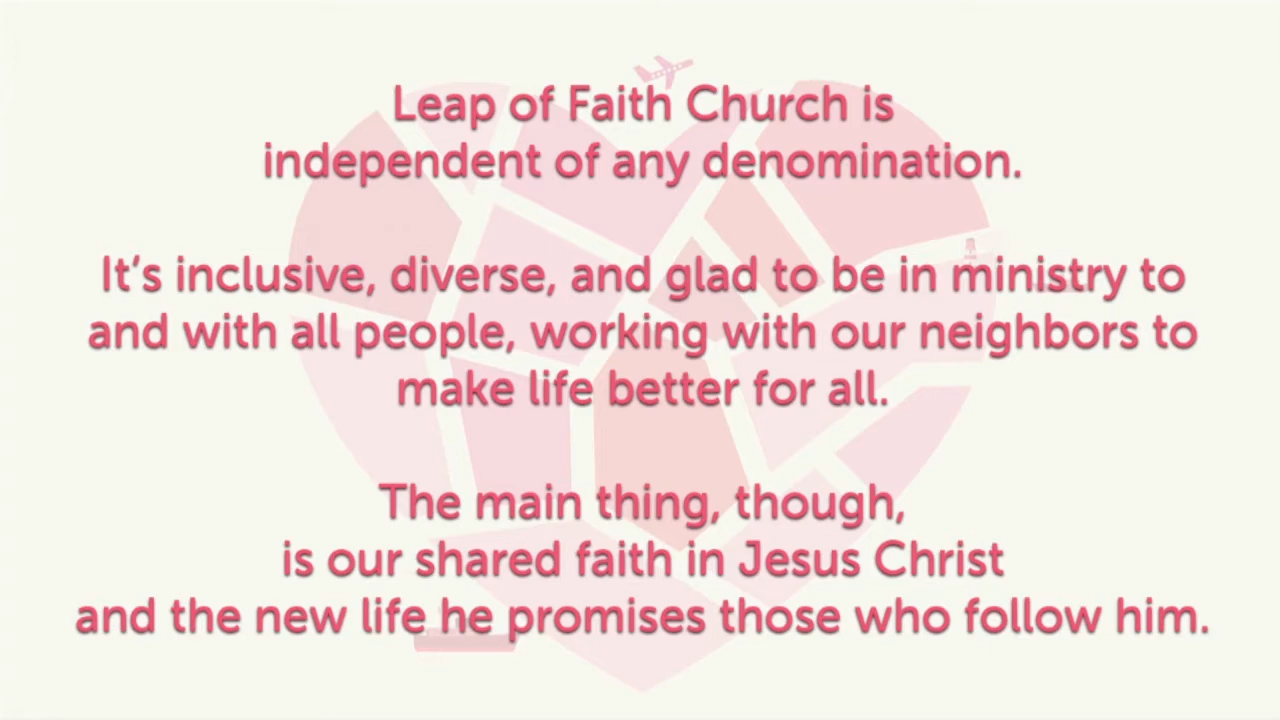 Leap of Faith Church is
independent of any denomination.
It’s inclusive, diverse, and glad to be in ministry to
and with all people, working with our neighbors to
make life better for all.
The main thing, though,
is our shared faith in Jesus Christ
and the new life he promises those who follow him.